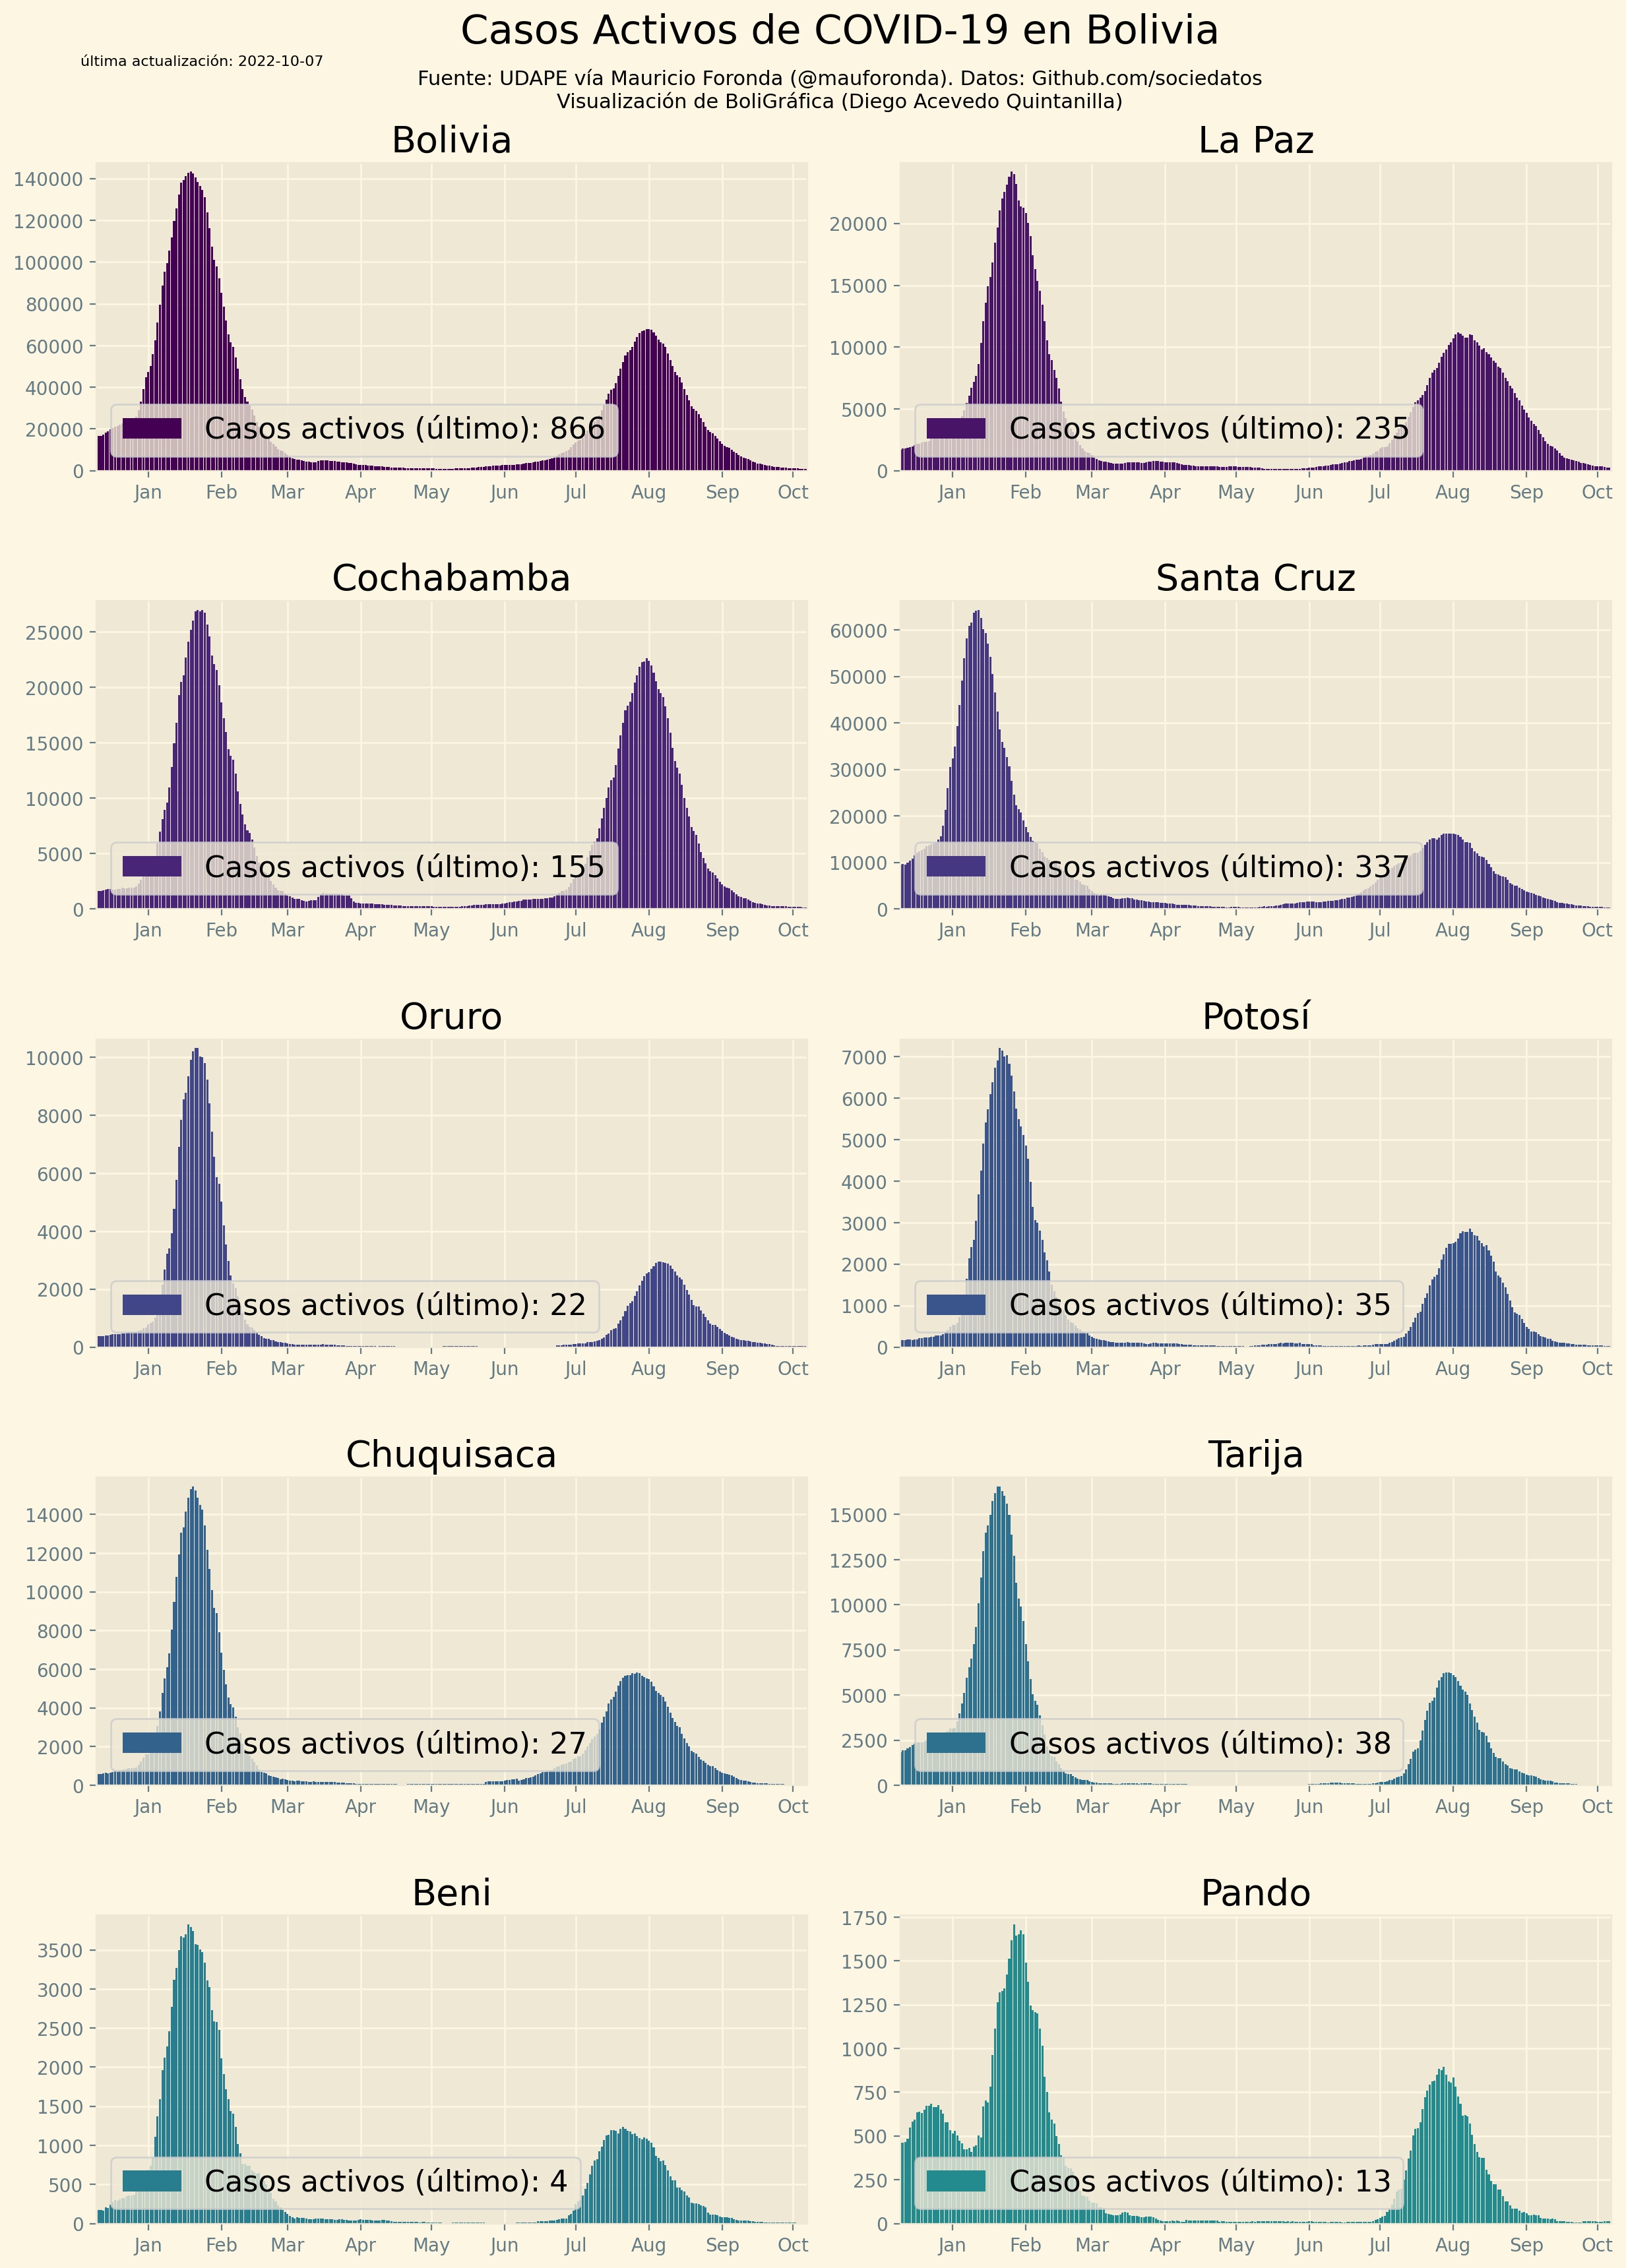 Casos Activos de COVID-19 en Bolivia
última actualización: 2022-10-07
Fuente: UDAPE vía Mauricio Foronda (@mauforonda). Datos: Github.com/sociedatos
Visualización de BoliGráfica (Diego Acevedo Quintanilla)
Bolivia
140000
120000
100000
80000
60000
40000
20000
0
Casos activos (último): 866
Jan Feb Mar Apr May Jun Jul Aug Sep Oct
La Paz
20000
15000
10000
5000
0
Casos activos (último): 235
Jan Feb Mar Apr May Jun Jul Aug Sep Oct
Cochabamba
25000
20000
15000
10000
5000
0
Casos activos (último): 155
Jan Feb Mar Apr May Jun Jul Aug Sep Oct
Santa Cruz
60000
50000
40000
30000
20000
10000
0
Casos activos (último): 337
Jan Feb Mar Apr May Jun Jul Aug Sep Oct
Oruro
10000
8000
6000
4000
2000
0
Casos activos (último): 22
Jan Feb Mar Apr May Jun Jul Aug Sep Oct
Potosí
7000
6000
5000
4000
3000
2000
1000
0
Casos activos (último): 35
Jan Feb Mar Apr May Jun Jul Aug Sep Oct
Chuquisaca
14000
12000
10000
8000
6000
4000
2000
0
Casos activos (último): 27
Jan Feb Mar Apr May Jun Jul Aug Sep Oct
Tarija
15000
12500
10000
7500
5000
2500
0
Casos activos (último): 38
Jan Feb Mar Apr May Jun Jul Aug Sep Oct
Beni
3500
3000
2500
2000
1500
1000
500
0
Casos activos (último): 4
Jan Feb Mar Apr May Jun Jul Aug Sep Oct
Pando
1750
1500
1250
1000
750
500
250
0
Casos activos (último): 13
Jan Feb Mar Apr May Jun Jul Aug Sep Oct